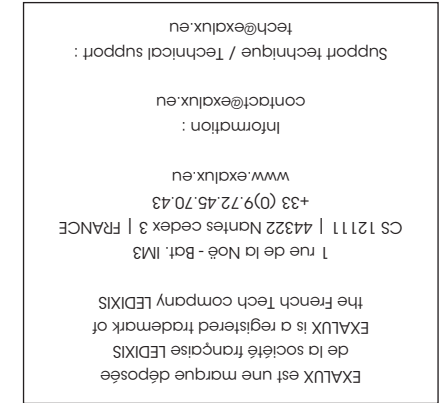 EXALUX est une marque déposée
de la société française LEDIXIS
EXALUX is a registered trademark of
the French Tech company LEDIXIS
1 rue de la Noë - Bat. IM3
CS 12111 | 44322 Nantes cedex 3 | FRANCE
+33 (0)9.72.45.70.43
www.exalux.eu
Information :
contact@exalux.eu
Support technique / Technical support :
tech@exalux.eu